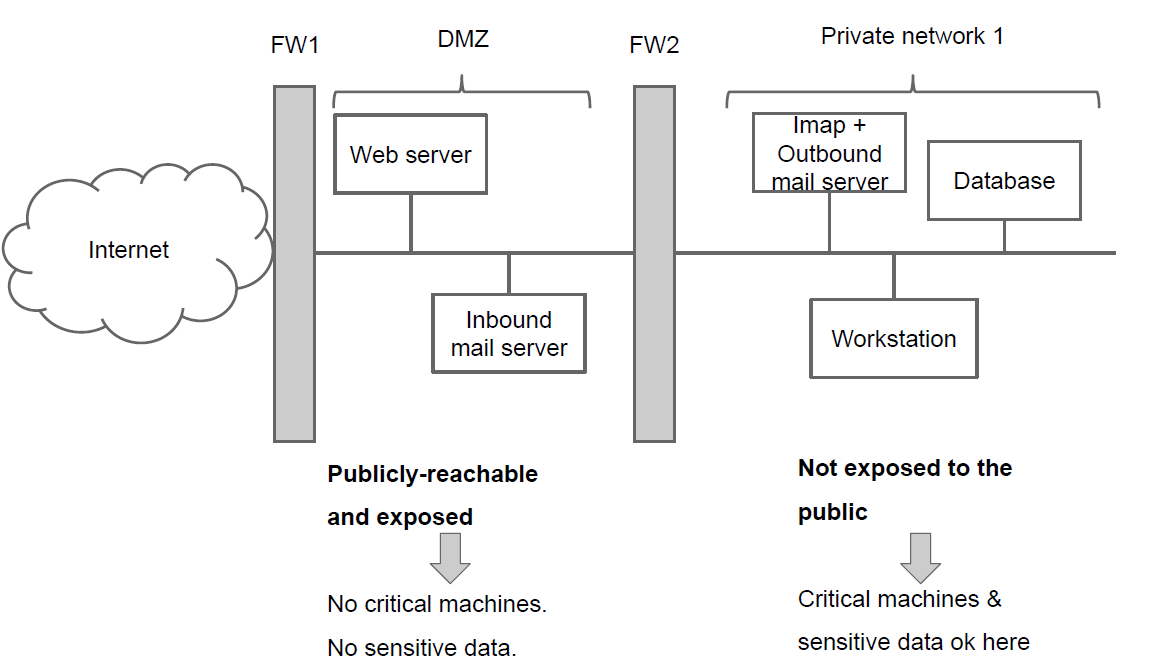 FW1
DMZ
FW2
Private network 1
Web server
Imap +
Outbound
mail server
Database
Internet
Inbound
mail server
Workstation
Publicly-reachable
and exposed
Not exposed to the
public
No critical machines.
No sensitive data.
Critical machines &
sensitive data ok here